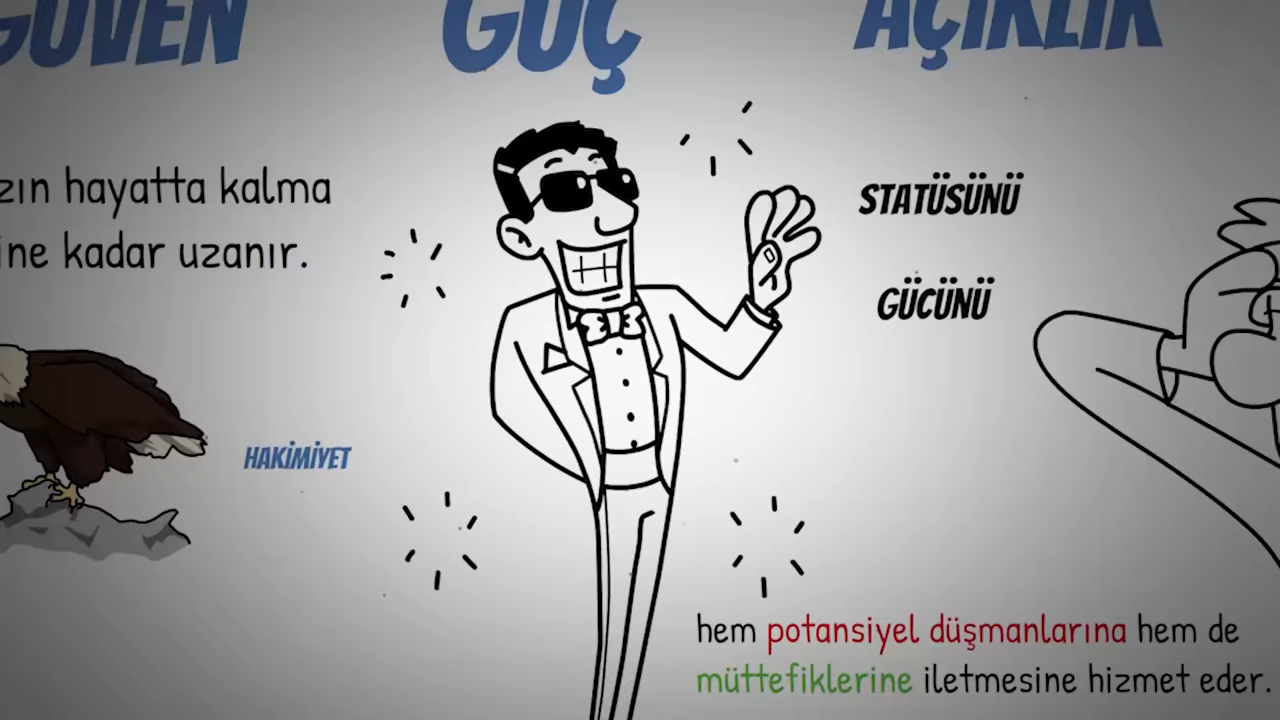 GÜVEN
GÜÇ
AÇIKLIK
zın hayatta kalma
ine kadar uzanır.
STATÜSÜNÜ
GÜCÜNÜ
HAKİMİYET
hem potansiyel düşmanlarına hem de
müttefiklerine iletmesine hizmet eder.